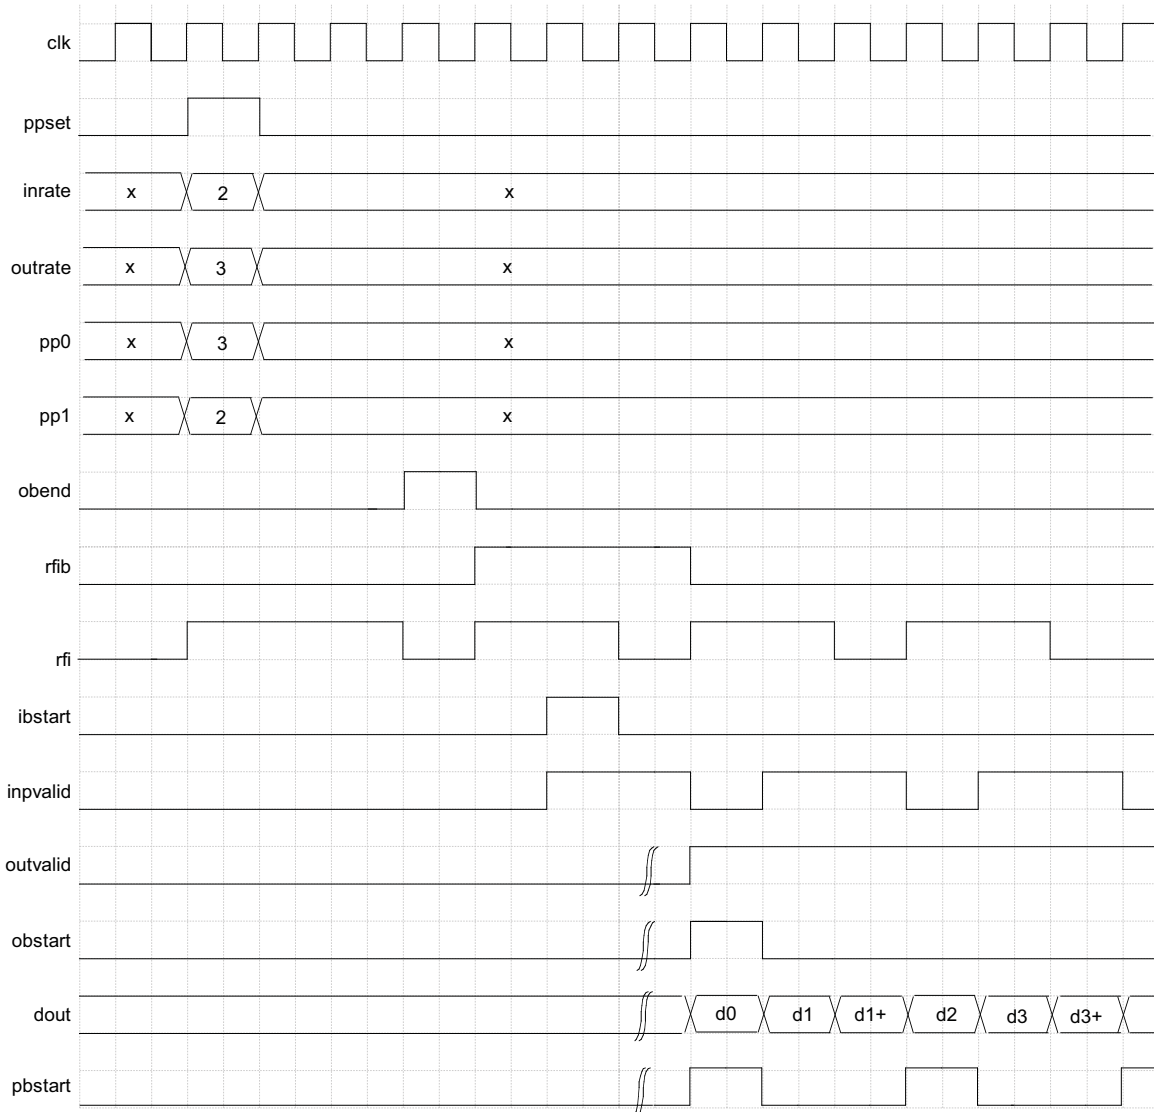 clk
ppset
inrate x 2 x
outrate x 3 x
pp0 x 3 x
pp1 x 2 x
obend
rfib
rfi
ibstart
inpvalid
outvalid
obstart
dout d0 d1 d1+ d2 d3 d3+
pbstart